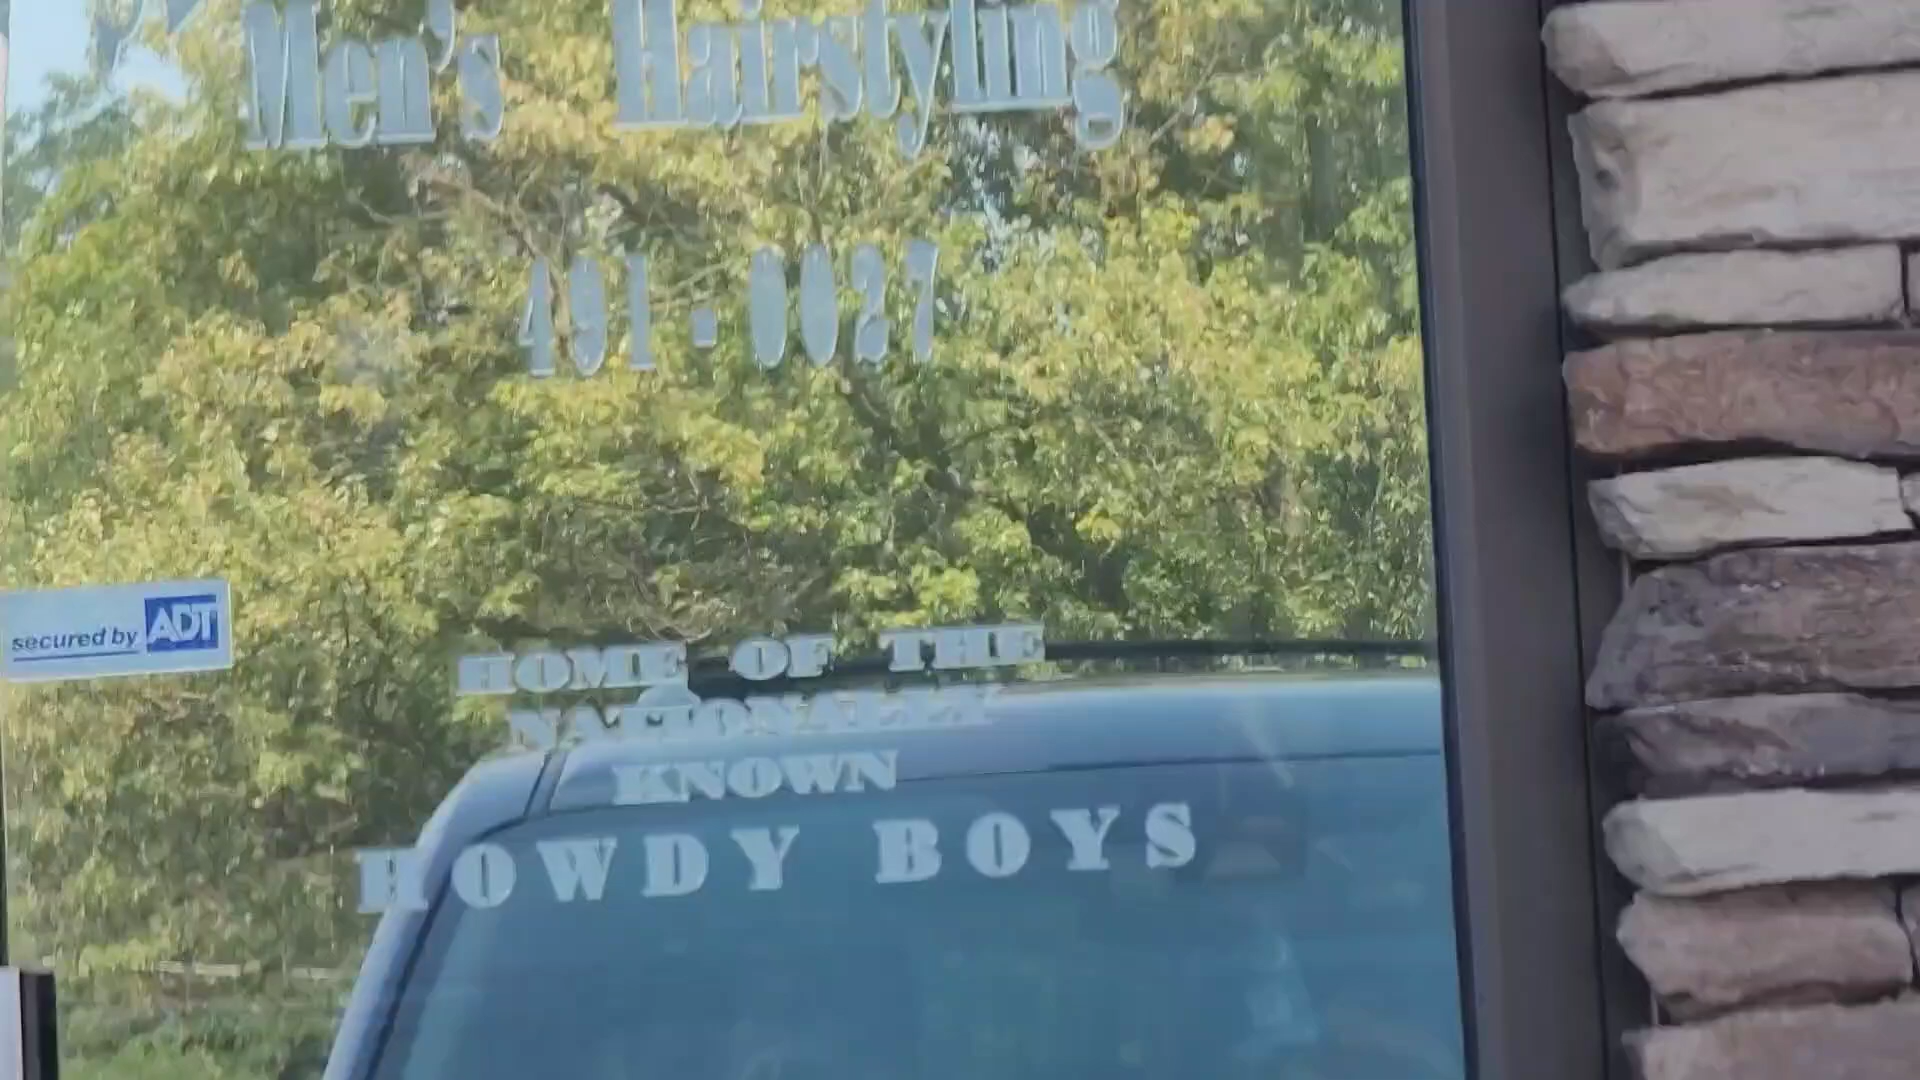 Men's Hairstyling
491-0027
secured by ADT
HOME OF THE
NATIONALLY
KNOWN
HOWDY BOYS